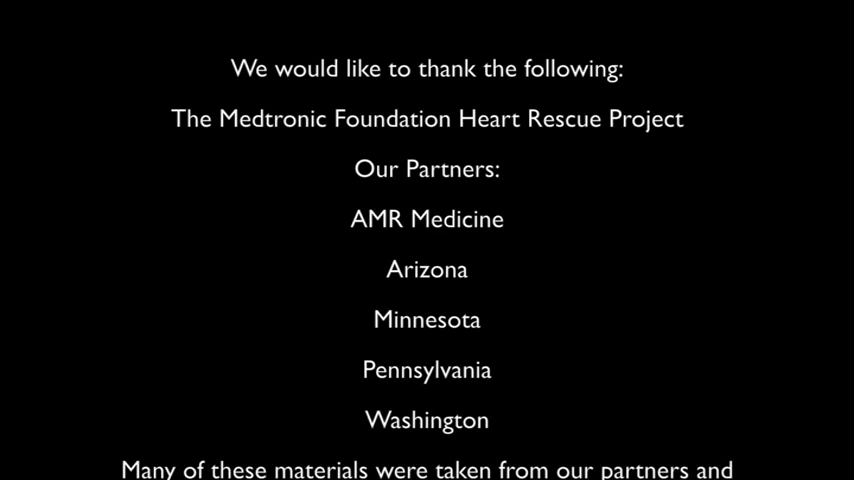 We would like to thank the following:
The Medtronic Foundation Heart Rescue Project
Our Partners:
AMR Medicine
Arizona
Minnesota
Pennsylvania
Washington
Many of these materials were taken from our partners and